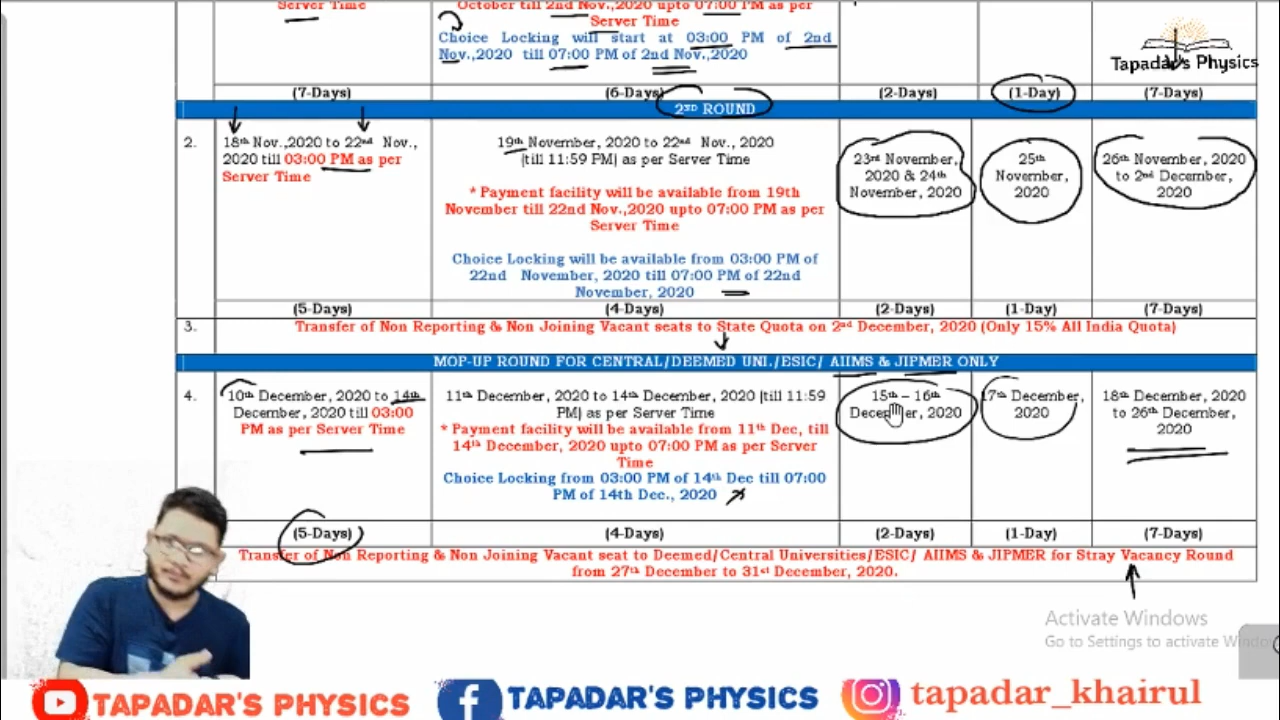 Server Time
October till 2nd Nov.,2020 upto 07:00 PM as per
Server Time
Choice Locking will start at 03:00 PM of 2nd
Nov.,2020 till 07:00 PM of 2nd Nov.,2020
Tapadar's Physics
(7-Days) (6-Days) (2-Days) (1-Day) (7-Days)
2ND ROUND
2.
18th Nov.,2020 to 22nd Nov.,
2020 till 03:00 PM as per
Server Time
19th November, 2020 to 22nd Nov., 2020
(till 11:59 PM) as per Server Time
* Payment facility will be available from 19th
November till 22nd Nov.,2020 upto 07:00 PM as per
Server Time
Choice Locking will be available from 03:00 PM of
22nd November, 2020 till 07:00 PM of 22nd
November, 2020
23rd November,
2020 & 24th
November, 2020
25th
November,
2020
26th November, 2020
to 2nd December,
2020
(5-Days) (4-Days) (2-Days) (1-Day) (7-Days)
3. Transfer of Non Reporting & Non Joining Vacant seats to State Quota on 2nd December, 2020 (Only 15% All India Quota)
MOP-UP ROUND FOR CENTRAL/DEEMED UNI./ESIC/ AIIMS & JIPMER ONLY
4.
10th December, 2020 to 14th
December, 2020 till 03:00
PM as per Server Time
11th December, 2020 to 14th December, 2020 (till 11:59
PM) as per Server Time
* Payment facility will be available from 11th Dec, till
14th December, 2020 upto 07:00 PM as per Server
Time
Choice Locking from 03:00 PM of 14th Dec till 07:00
PM of 14th Dec., 2020
15th – 16th
December, 2020
17th December,
2020
18th December, 2020
to 26th December,
2020
(5-Days) (4-Days) (2-Days) (1-Day) (7-Days)
Transfer of Non Reporting & Non Joining Vacant seat to Deemed/Central Universities/ESIC/ AIIMS & JIPMER for Stray Vacancy Round
from 27th December to 31st December, 2020.
Activate Windows
Go to Settings to activate Windo
TAPADAR'S PHYSICS
TAPADAR'S PHYSICS
tapadar_khairul